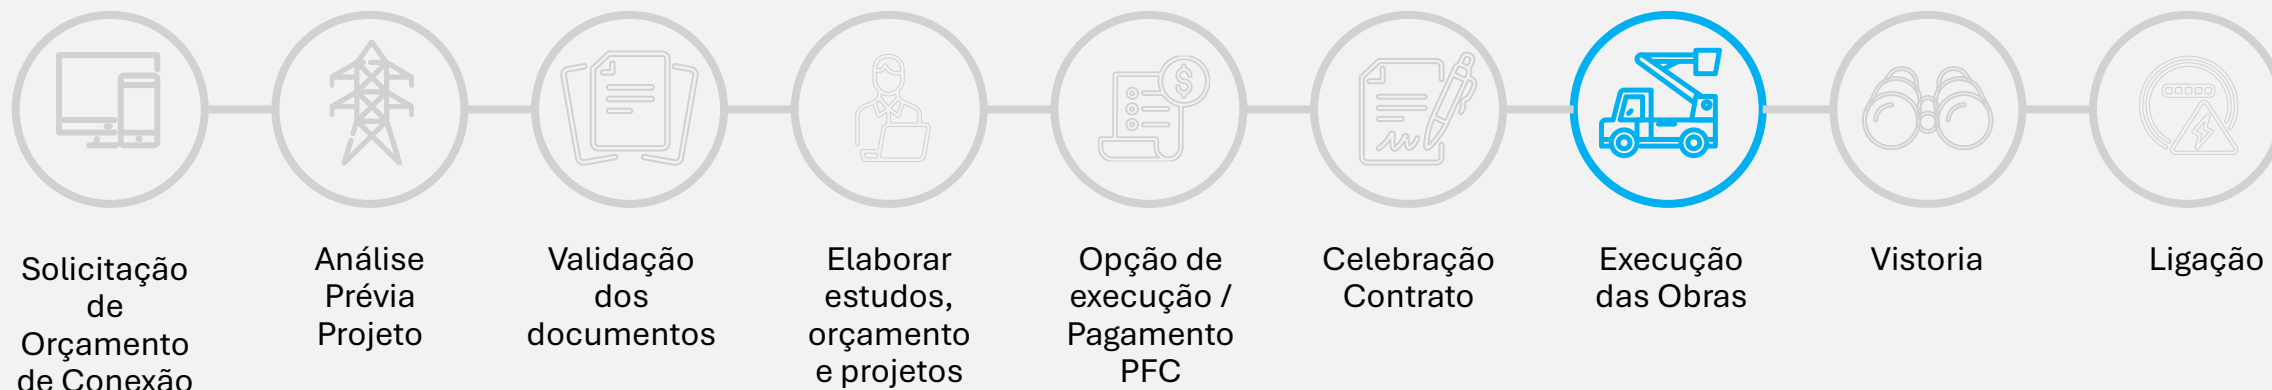 Solicitação
de
Orçamento
de Conexão
Análise
Prévia
Projeto
Validação
dos
documentos
Elaborar
estudos,
orçamento
e projetos
Opção de
execução /
Pagamento
PFC
Celebração
Contrato
Execução
das Obras
Vistoria
Ligação